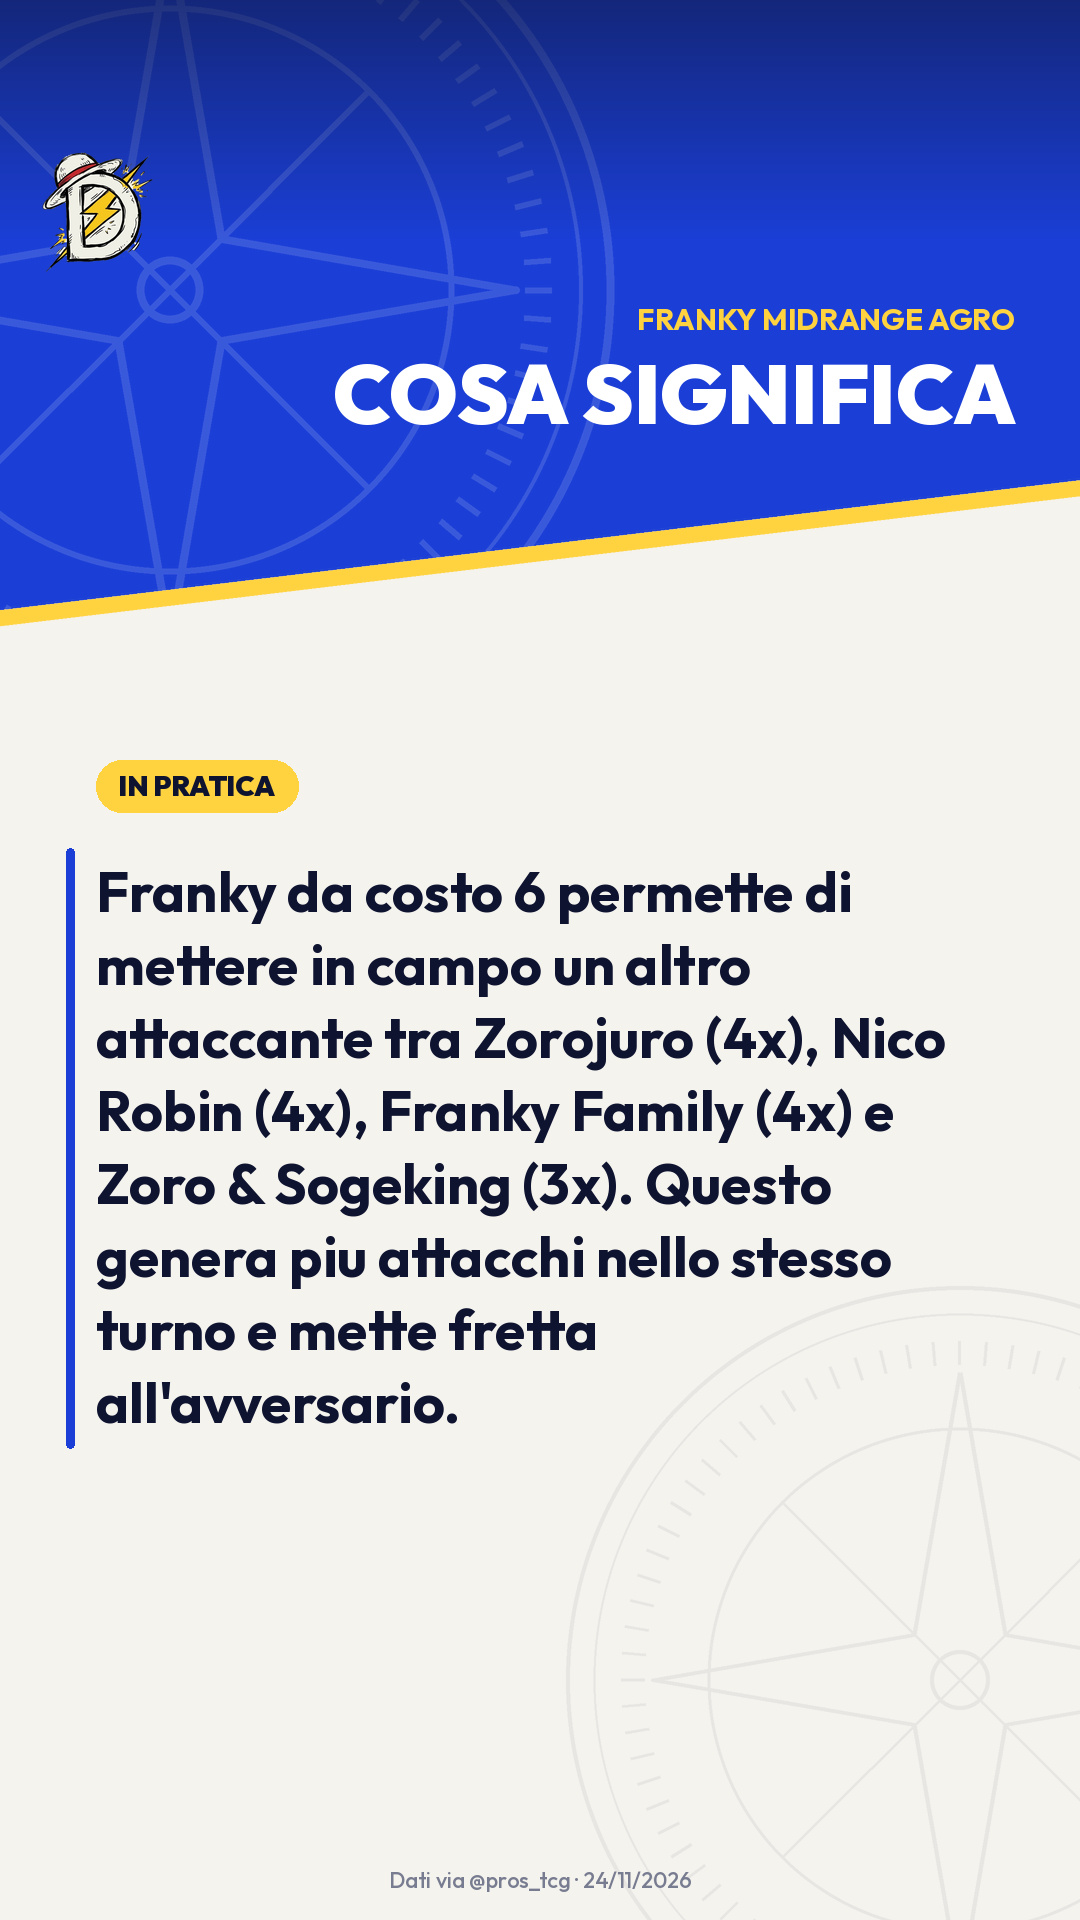 D
FRANKY MIDRANGE AGRO
COSA SIGNIFICA
IN PRATICA
Franky da costo 6 permette di
mettere in campo un altro
attaccante tra Zorojuro (4x), Nico
Robin (4x), Franky Family (4x) e
Zoro & Sogeking (3x). Questo
genera piu attacchi nello stesso
turno e mette fretta
all'avversario.
Dati via @pros_tcg · 24/11/2026